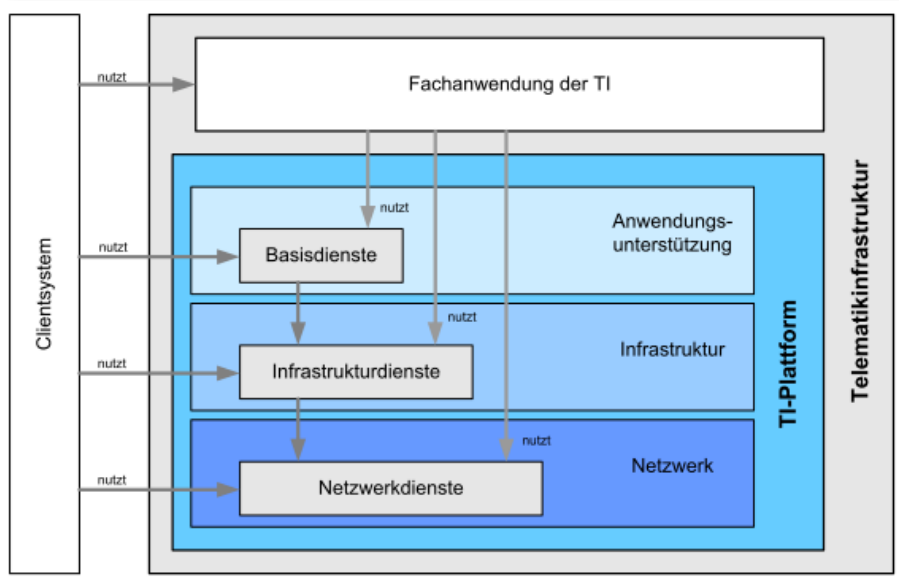 Clientsystem
nutzt
Fachanwendung der TI
nutzt
Anwendungs-
unterstützung
nutzt
Basisdienste
nutzt
Infrastruktur
nutzt
Infrastrukturdienste
nutzt
Netzwerk
nutzt
Netzwerkdienste
TI-Plattform
Telematikinfrastruktur